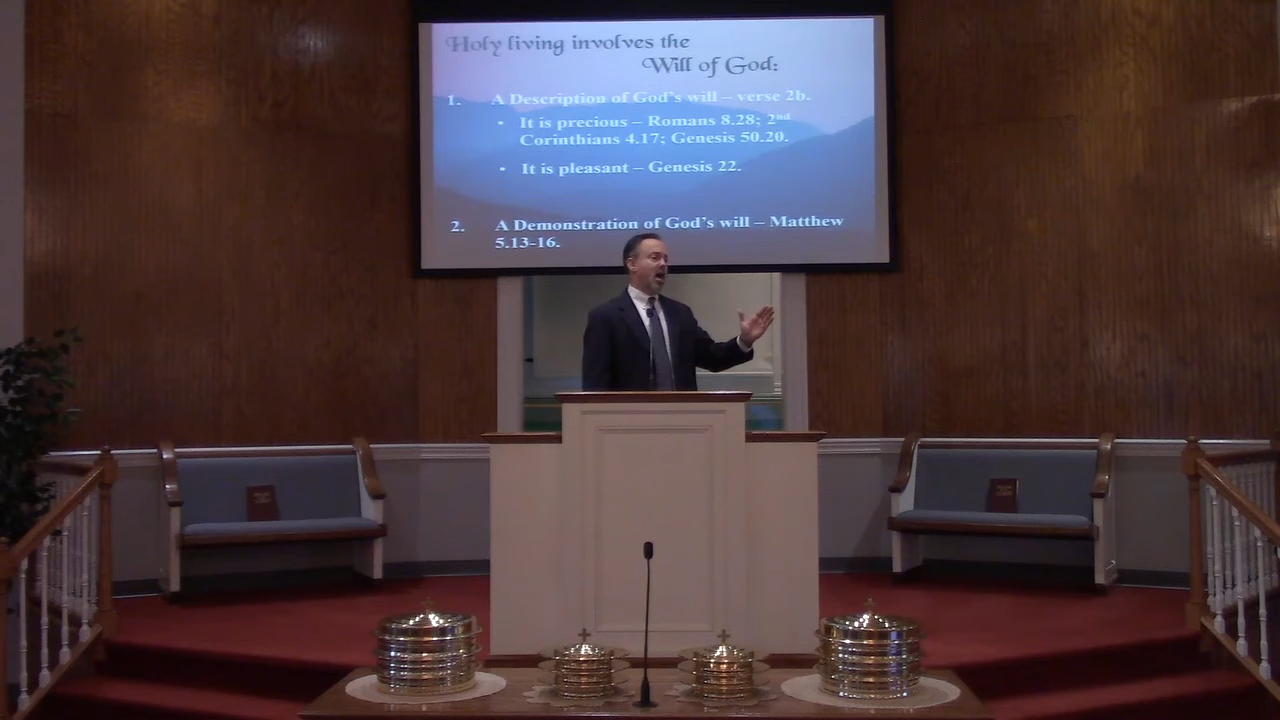 Holy living involves the
Will of God:
1. A Description of God's will – verse 2b.
• It is precious – Romans 8.28; 2nd
Corinthians 4.17; Genesis 50.20.
• It is pleasant – Genesis 22.
2. A Demonstration of God's will – Matthew
5.13-16.